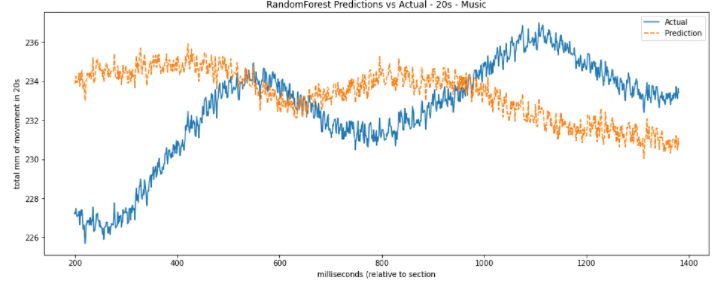 RandomForest Predictions vs Actual - 20s - Music
Actual
Prediction
total mm of movement in 20s
236
234
232
230
228
226
200
400
600
800
1000
1200
1400
milliseconds (relative to section